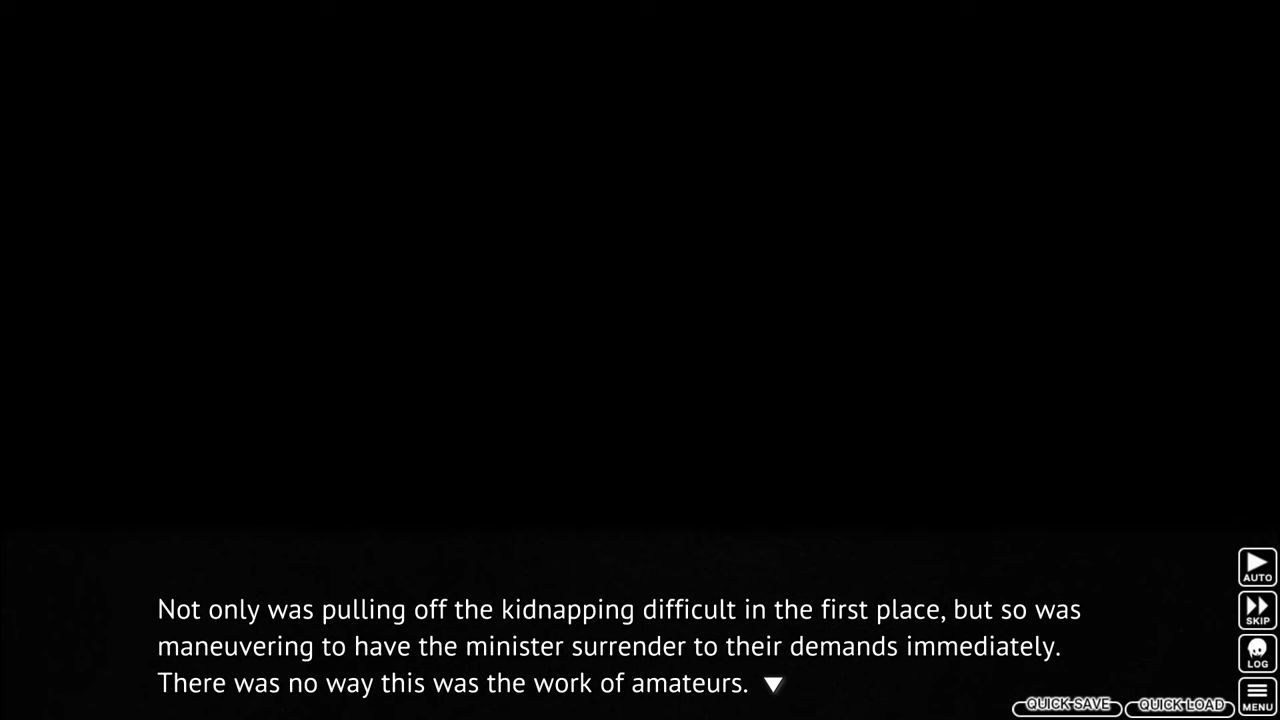 Not only was pulling off the kidnapping difficult in the first place, but so was
maneuvering to have the minister surrender to their demands immediately.
There was no way this was the work of amateurs.
AUTO
SKIP
LOG
MENU
QUICK SAVE
QUICK LOAD